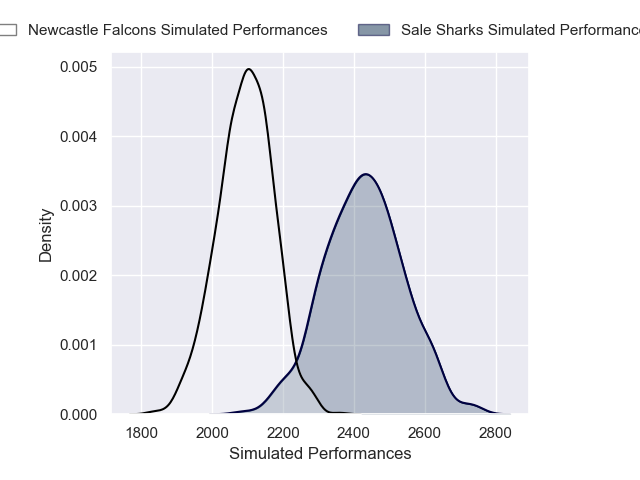 Newcastle Falcons Simulated Performances Sale Sharks Simulated Performance
0.005
0.004
0.003
0.002
0.001
0.000
Density
1800 2000 2200 2400 2600 2800
Simulated Performances